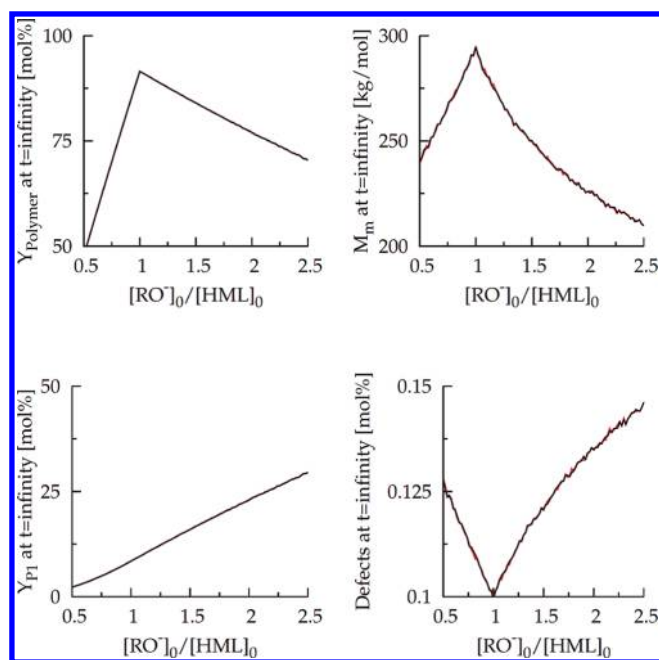 Y_Polymer at t=infinity [mol%]
100
75
50
0.5 1 1.5 2 2.5
[RO⁻]₀/[HML]₀
M_m at t=infinity [kg/mol]
300
250
200
0.5 1 1.5 2 2.5
[RO⁻]₀/[HML]₀
Y_P1 at t=infinity [mol%]
50
25
0
0.5 1 1.5 2 2.5
[RO⁻]₀/[HML]₀
Defects at t=infinity [mol%]
0.15
0.125
0.1
0.5 1 1.5 2 2.5
[RO⁻]₀/[HML]₀